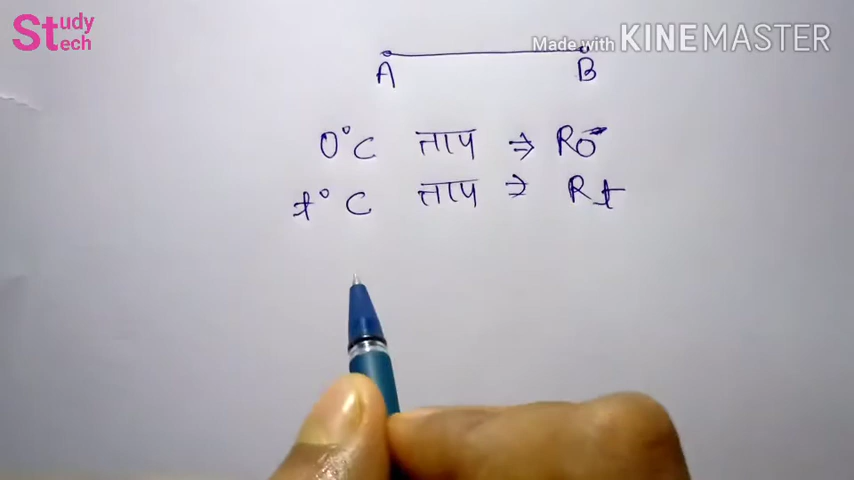 Study tech
Made with KINEMASTER
A B
0°C ताप ⇒ R0
t°C ताप ⇒ Rt